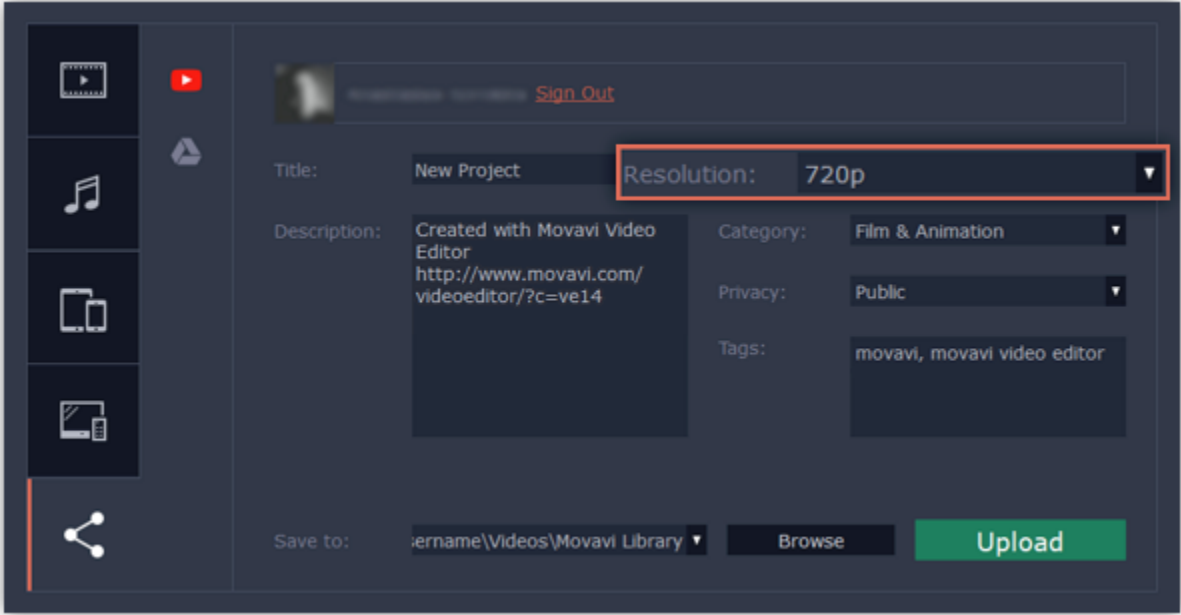 Sign Out
Title: New Project
Resolution: 720p
Description: Created with Movavi Video
Editor
http://www.movavi.com/
videoeditor/?c=ve14
Category: Film & Animation
Privacy: Public
Tags: movavi, movavi video editor
Save to: sername\Videos\Movavi Library
Browse
Upload